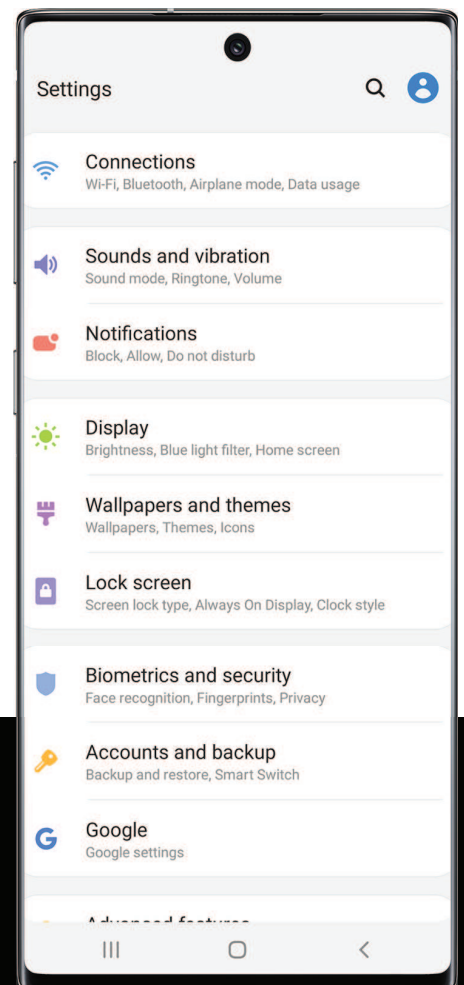 Settings
Connections
Wi-Fi, Bluetooth, Airplane mode, Data usage
Sounds and vibration
Sound mode, Ringtone, Volume
Notifications
Block, Allow, Do not disturb
Display
Brightness, Blue light filter, Home screen
Wallpapers and themes
Wallpapers, Themes, Icons
Lock screen
Screen lock type, Always On Display, Clock style
Biometrics and security
Face recognition, Fingerprints, Privacy
Accounts and backup
Backup and restore, Smart Switch
Google
Google settings
Advanced features